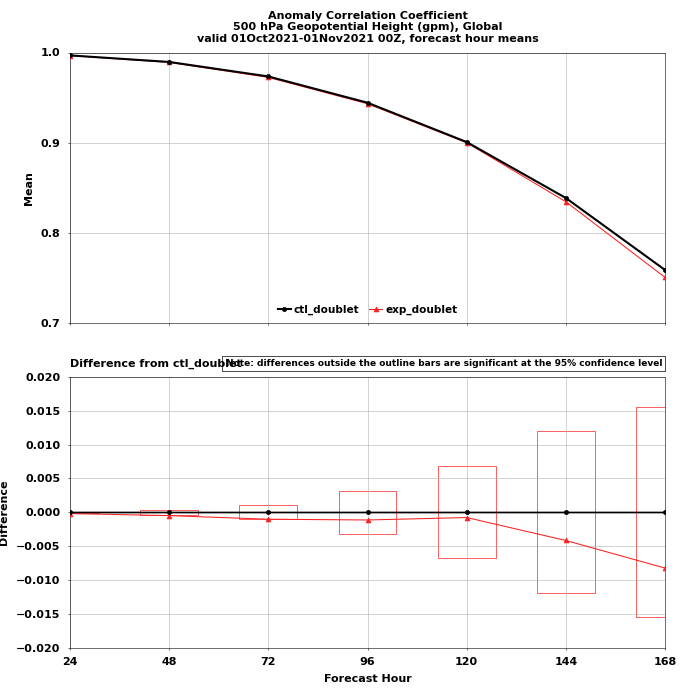 Anomaly Correlation Coefficient
500 hPa Geopotential Height (gpm), Global
valid 01Oct2021-01Nov2021 00Z, forecast hour means
1.0
0.9
0.8
0.7
Mean
ctl_doublet
exp_doublet
Difference from ctl_doublet
Note: differences outside the outline bars are significant at the 95% confidence level
0.020
0.015
0.010
0.005
0.000
−0.005
−0.010
−0.015
−0.020
Difference
24 48 72 96 120 144 168
Forecast Hour